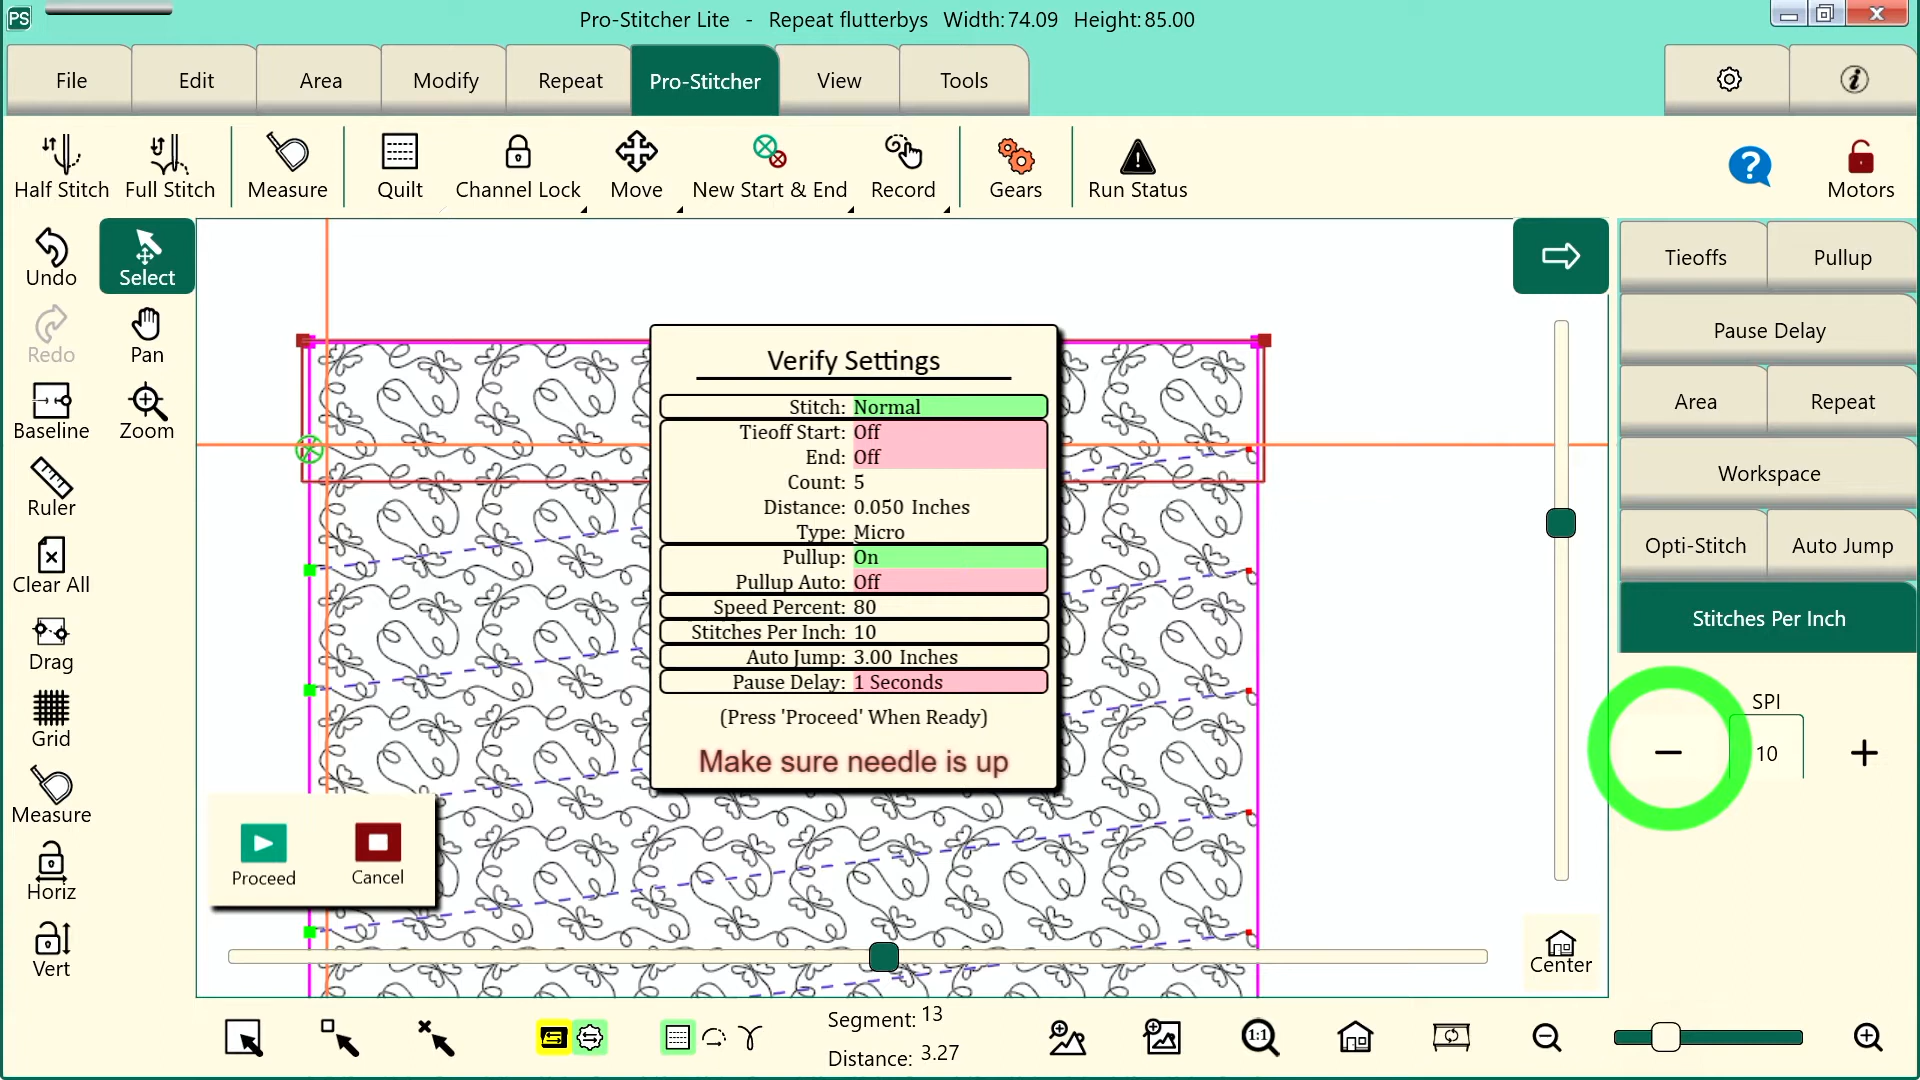 PS
Pro-Stitcher Lite - Repeat flutterbys Width: 74.09 Height: 85.00
File Edit Area Modify Repeat Pro-Stitcher View Tools
Half Stitch Full Stitch Measure Quilt Channel Lock Move New Start & End Record Gears Run Status Motors
Undo Select
Redo Pan
Baseline Zoom
Ruler
Clear All
Drag
Grid
Measure
Horiz
Vert
Verify Settings
Stitch: Normal
Tieoff Start: Off
End: Off
Count: 5
Distance: 0.050 Inches
Type: Micro
Pullup: On
Pullup Auto: Off
Speed Percent: 80
Stitches Per Inch: 10
Auto Jump: 3.00 Inches
Pause Delay: 1 Seconds
(Press 'Proceed' When Ready)
Make sure needle is up
Proceed Cancel
Tieoffs Pullup
Pause Delay
Area Repeat
Workspace
Opti-Stitch Auto Jump
Stitches Per Inch
SPI
10
Center
Segment: 13
Distance: 3.27
1:1